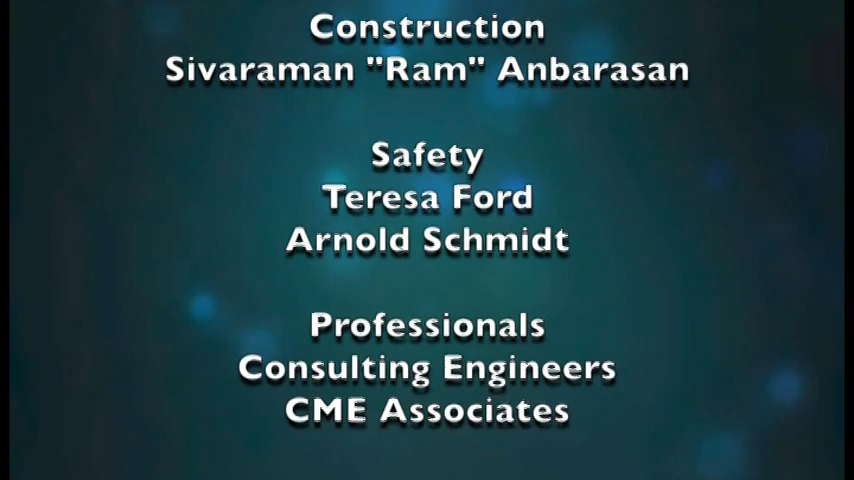 Construction
Sivaraman "Ram" Anbarasan
Safety
Teresa Ford
Arnold Schmidt
Professionals
Consulting Engineers
CME Associates